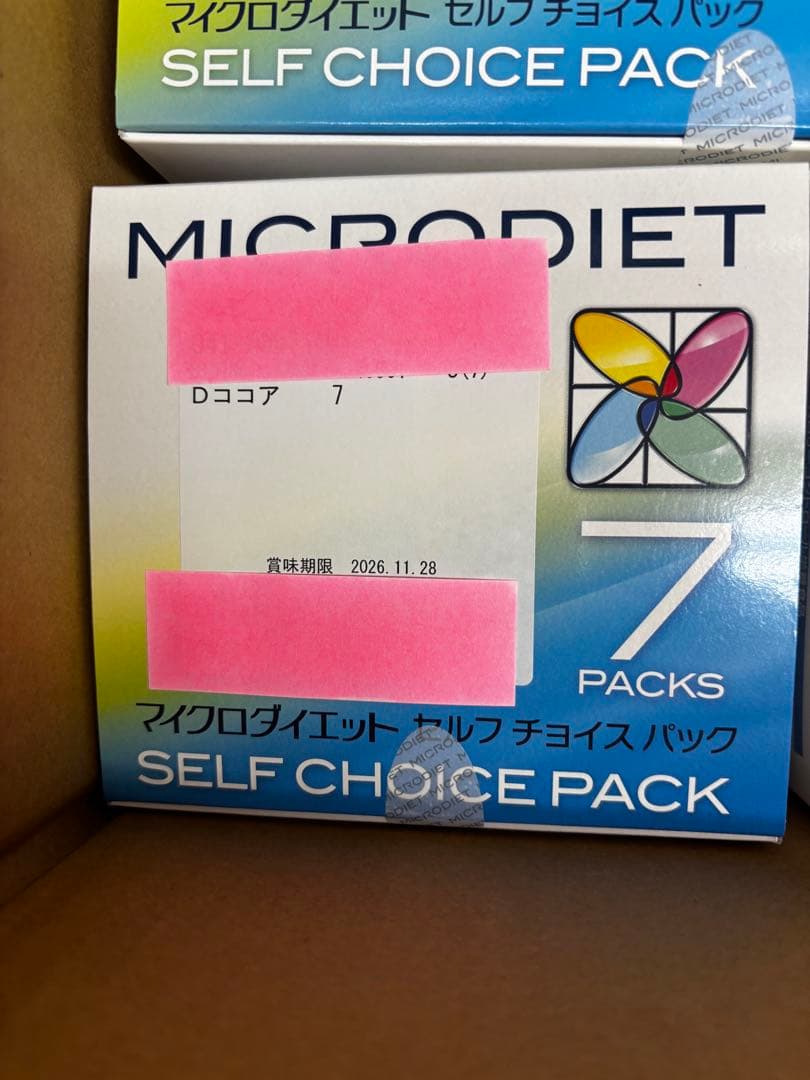 マイクロダイエット セルフ チョイス パック
SELF CHOICE PACK
MICRODIET
Dココア 7
賞味期限 2026.11.28
7
PACKS
マイクロダイエット セルフ チョイス パック
SELF CHOICE PACK